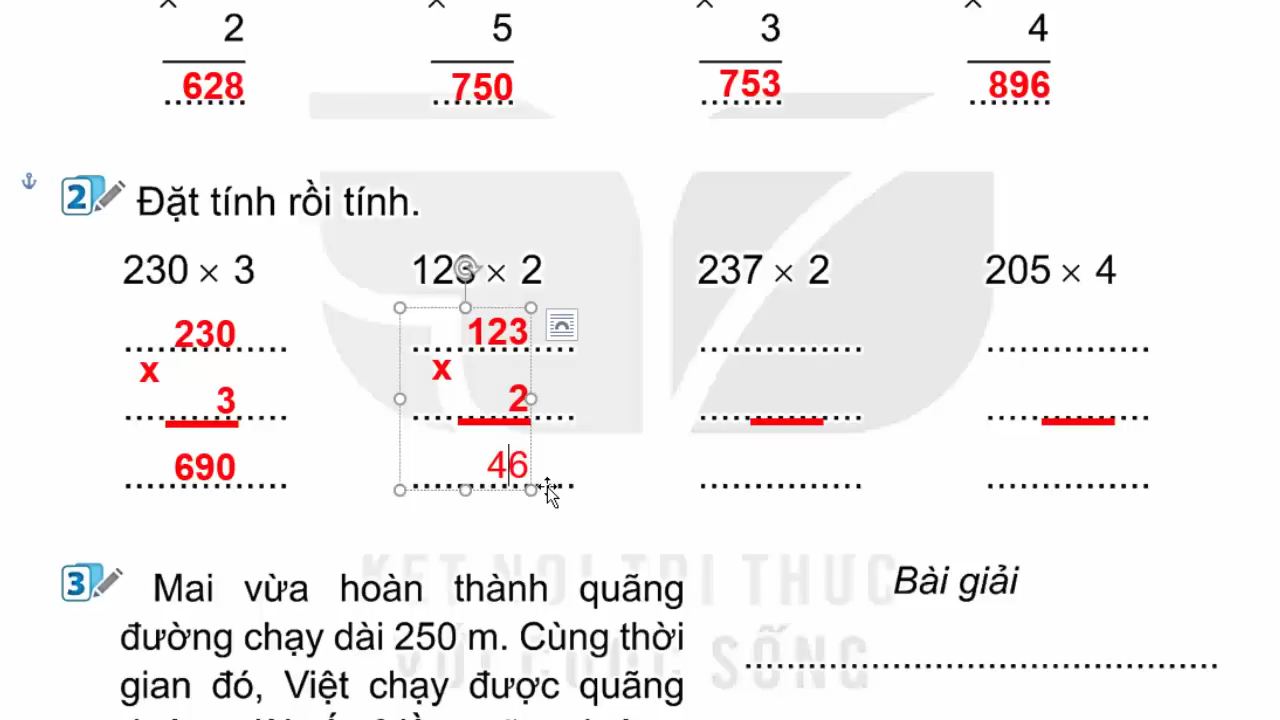 × × × ×
2 5 3 4
628 750 753 896
2 Đặt tính rồi tính.
230 × 3 123 × 2 237 × 2 205 × 4
230 123
x x
3 2
690 46
3 Mai vừa hoàn thành quãng
đường chạy dài 250 m. Cùng thời
gian đó, Việt chạy được quãng
Bài giải
KẾT NỐI TRI THỨC
VỚI CUỘC SỐNG